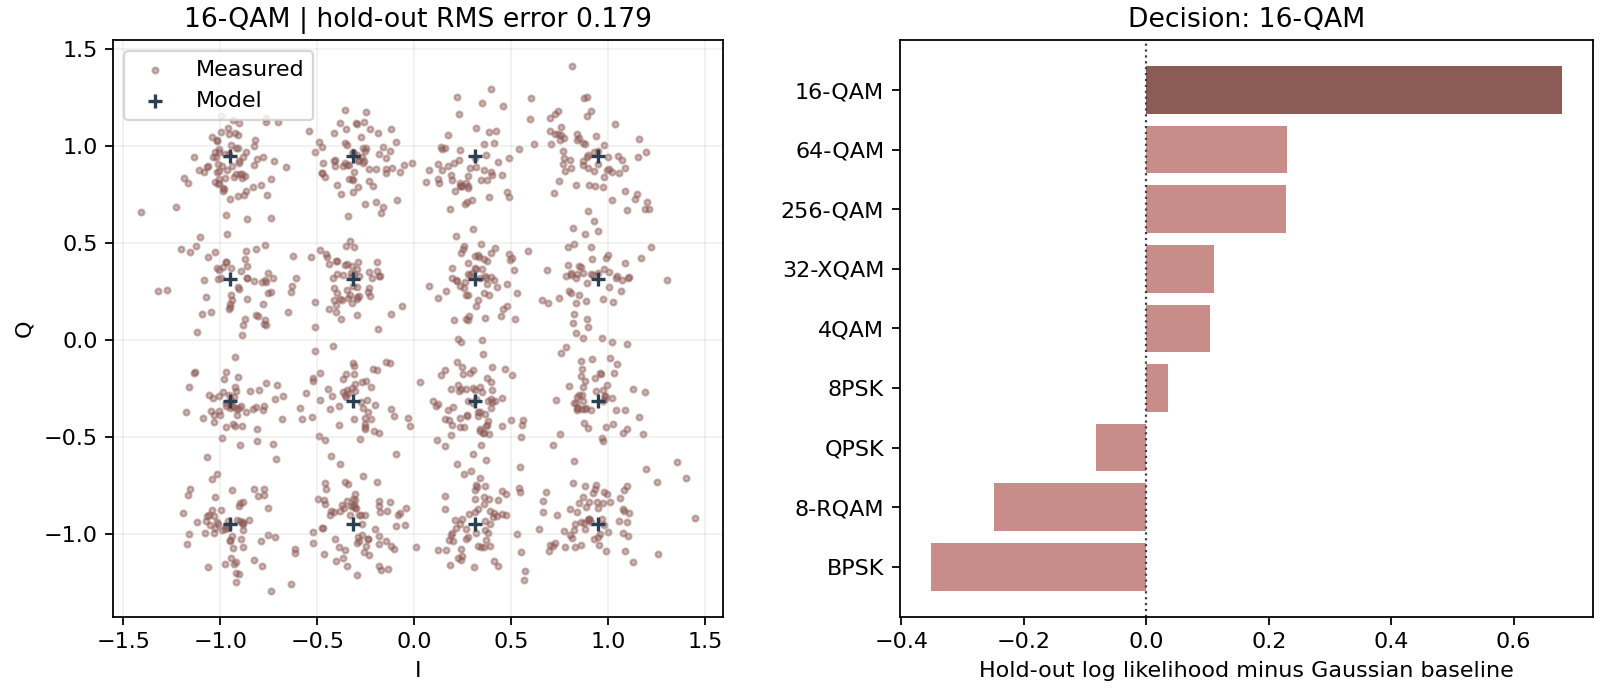 16-QAM | hold-out RMS error 0.179
Measured
Model
1.5
1.0
0.5
0.0
−0.5
−1.0
Q
−1.5
−1.0
−0.5
0.0
0.5
1.0
1.5
I
Decision: 16-QAM
16-QAM
64-QAM
256-QAM
32-XQAM
4QAM
8PSK
QPSK
8-RQAM
BPSK
−0.4
−0.2
0.0
0.2
0.4
0.6
Hold-out log likelihood minus Gaussian baseline